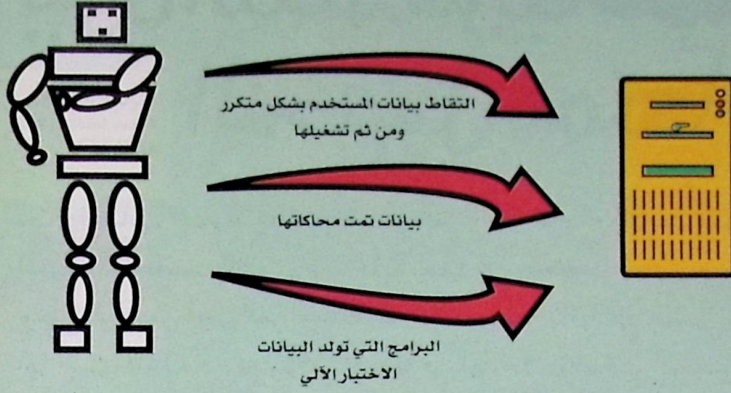 التقاط بيانات المستخدم بشكل متكرر
ومن ثم تشغيلها
بيانات تمت محاكاتها
البرامج التي تولد البيانات
الاختبار الآلي